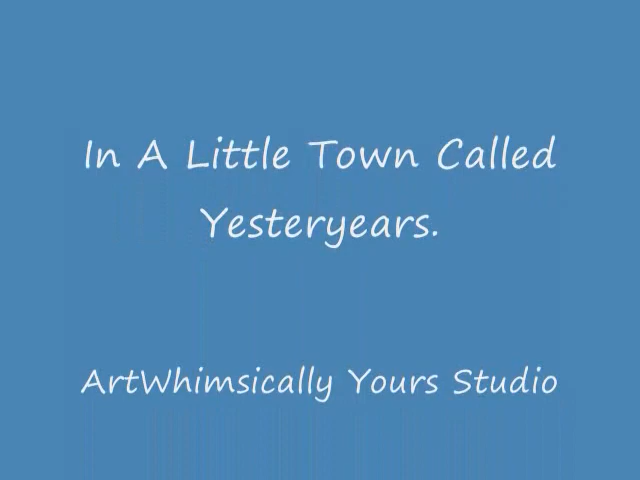 In A Little Town Called
Yesteryears.
ArtWhimsically Yours Studio